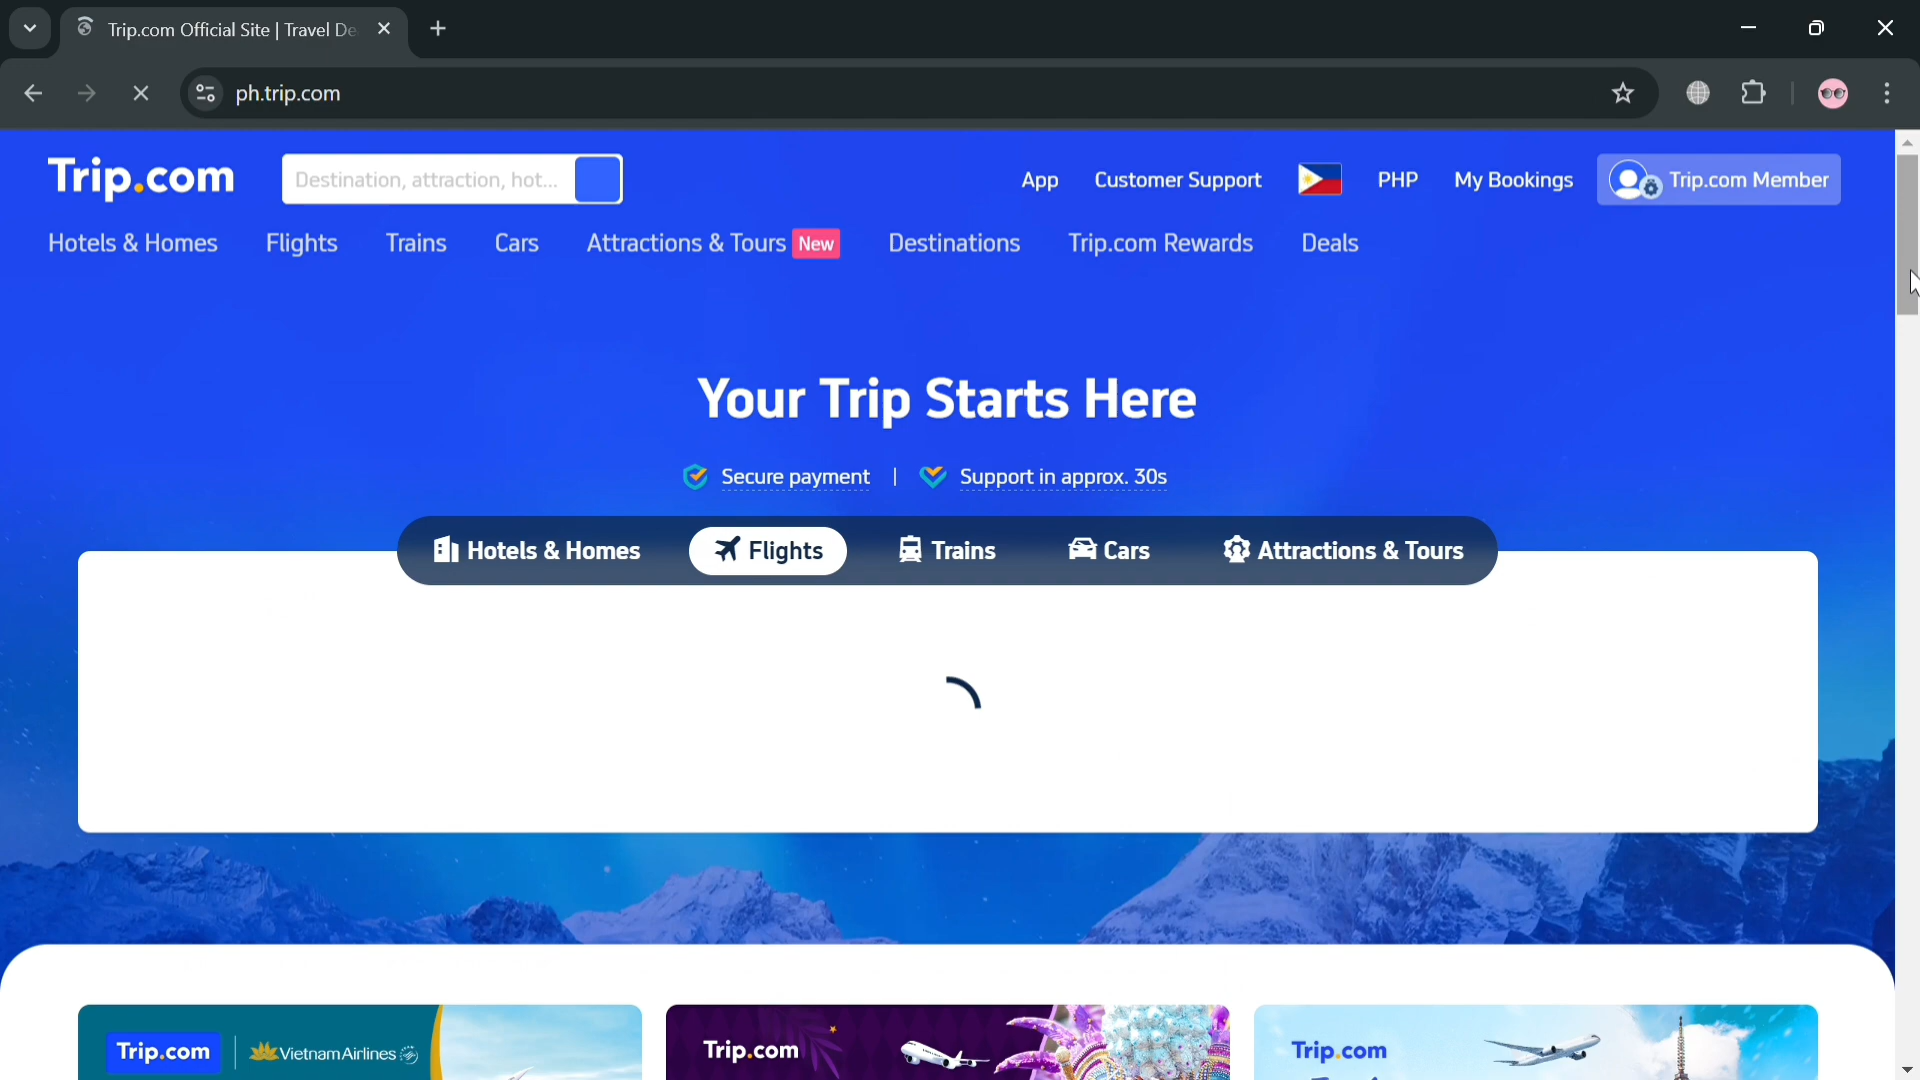 Trip.com Official Site | Travel De
ph.trip.com
Trip.com
Destination, attraction, hot...
App
Customer Support
PHP
My Bookings
Trip.com Member
Hotels & Homes
Flights
Trains
Cars
Attractions & Tours New
Destinations
Trip.com Rewards
Deals
Your Trip Starts Here
Secure payment | Support in approx. 30s
Hotels & Homes
Flights
Trains
Cars
Attractions & Tours
Trip.com | Vietnam Airlines
Trip.com
Trip.com